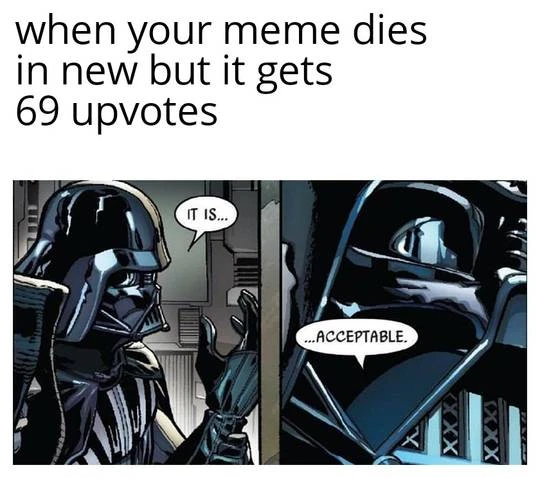 when your meme dies
in new but it gets
69 upvotes
IT IS...
...ACCEPTABLE.